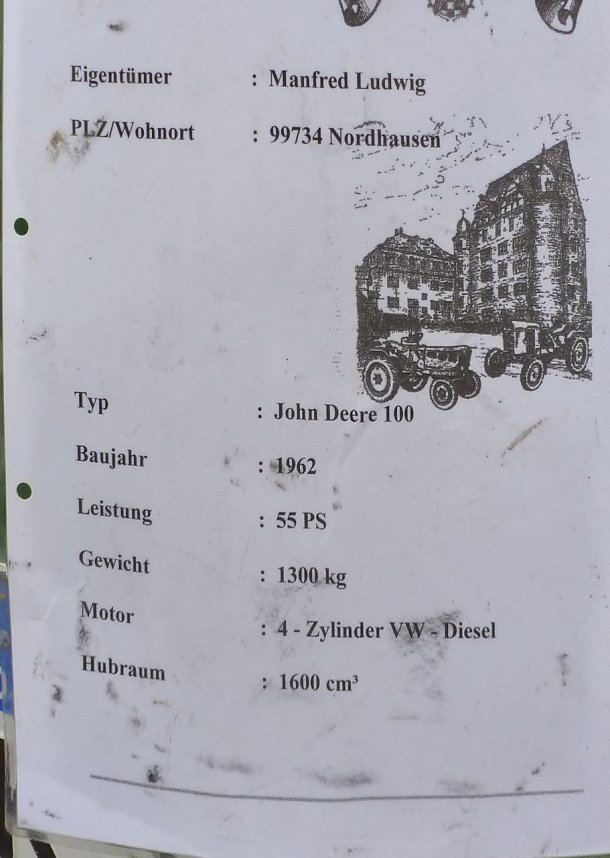 Eigentümer : Manfred Ludwig
PLZ/Wohnort : 99734 Nordhausen
Typ : John Deere 100
Baujahr : 1962
Leistung : 55 PS
Gewicht : 1300 kg
Motor : 4 - Zylinder VW - Diesel
Hubraum : 1600 cm³